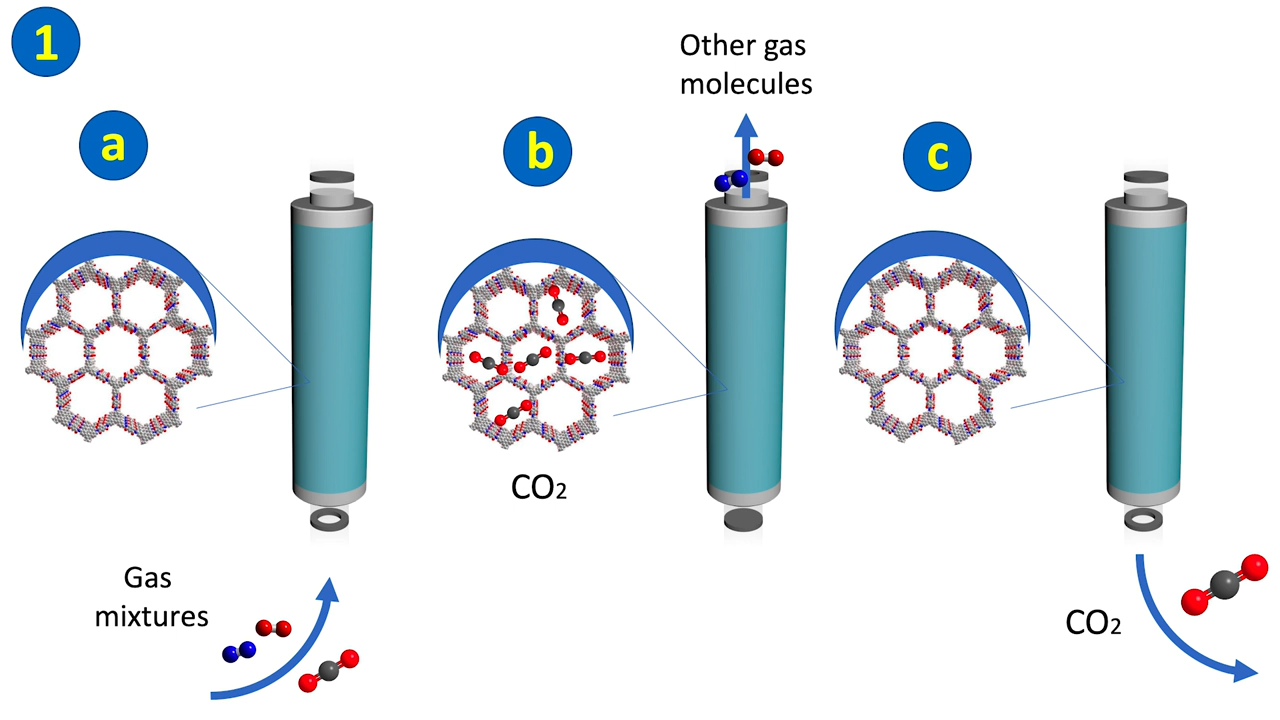 1
a
b
c
Other gas
molecules
CO₂
Gas
mixtures
CO₂